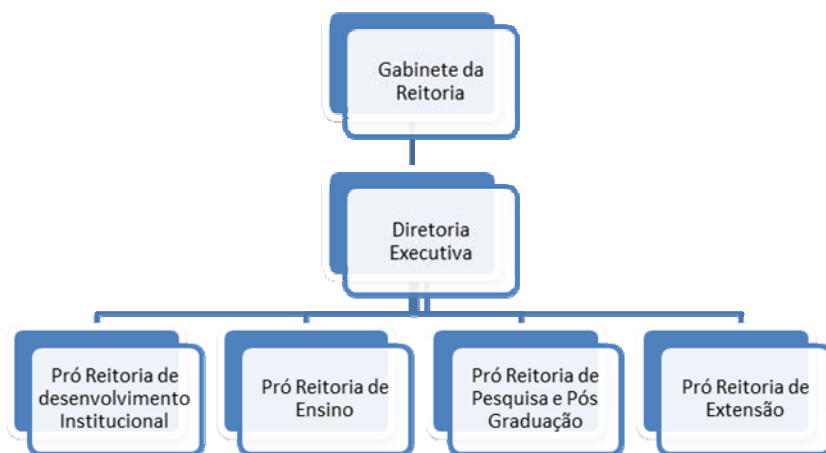 Gabinete da
Reitoria
Diretoria
Executiva
Pró Reitoria de
desenvolvimento
Institucional
Pró Reitoria de
Ensino
Pró Reitoria de
Pesquisa e Pós
Graduação
Pró Reitoria de
Extensão